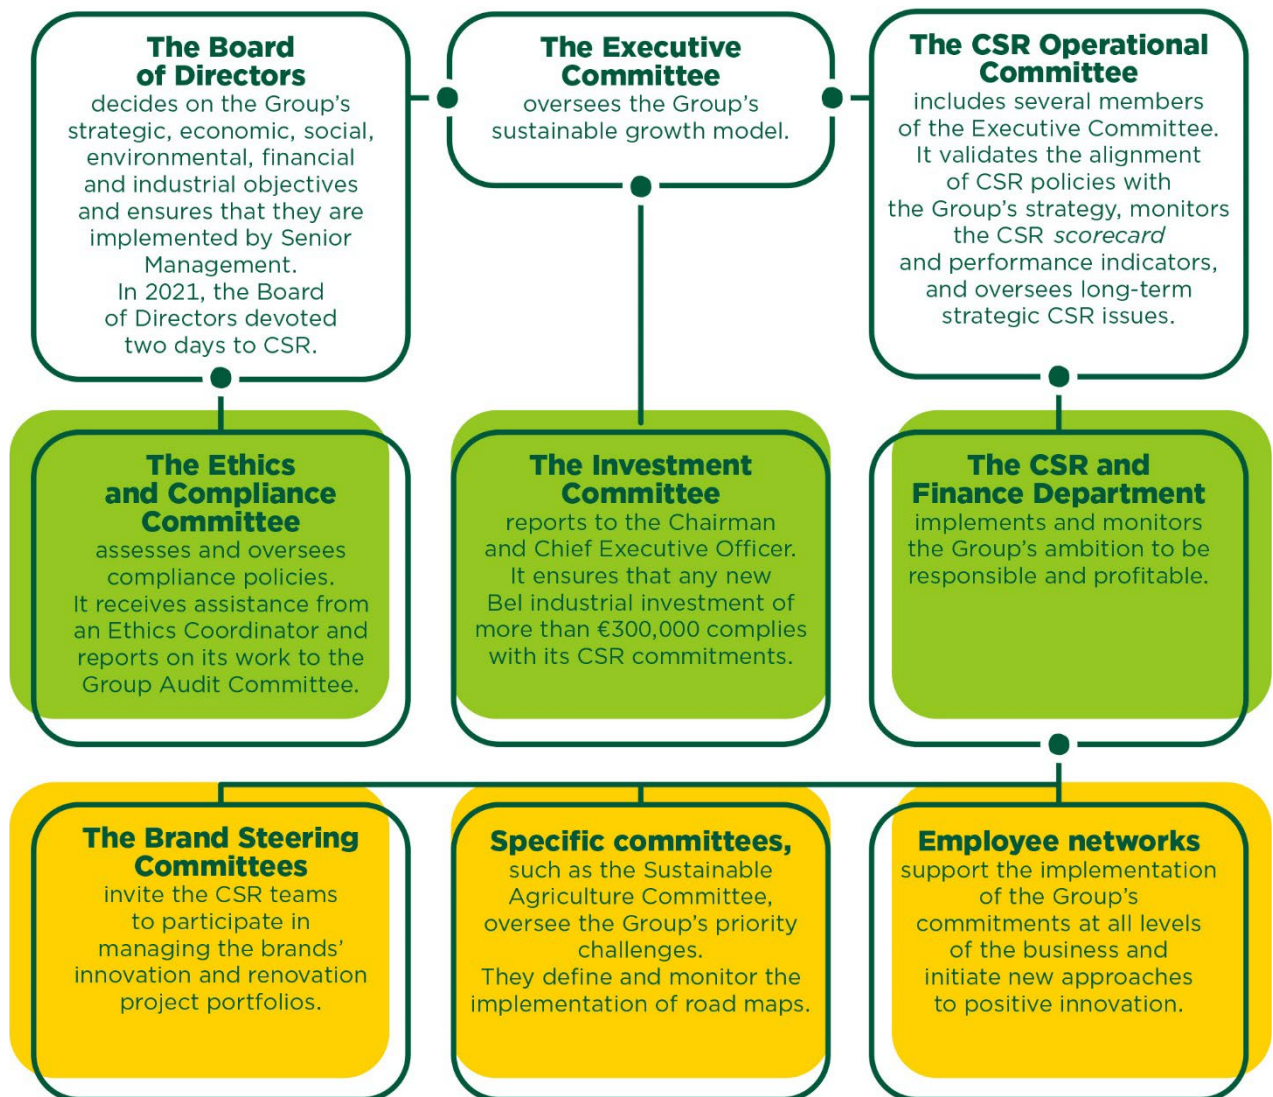 The Board
of Directors
decides on the Group’s
strategic, economic, social,
environmental, financial
and industrial objectives
and ensures that they are
implemented by Senior
Management.
In 2021, the Board
of Directors devoted
two days to CSR.
The Executive
Committee
oversees the Group’s
sustainable growth model.
The CSR Operational
Committee
includes several members
of the Executive Committee.
It validates the alignment
of CSR policies with
the Group’s strategy, monitors
the CSR scorecard
and performance indicators,
and oversees long-term
strategic CSR issues.
The Ethics
and Compliance
Committee
assesses and oversees
compliance policies.
It receives assistance from
an Ethics Coordinator and
reports on its work to the
Group Audit Committee.
The Investment
Committee
reports to the Chairman
and Chief Executive Officer.
It ensures that any new
Bel industrial investment of
more than €300,000 complies
with its CSR commitments.
The CSR and
Finance Department
implements and monitors
the Group’s ambition to be
responsible and profitable.
The Brand Steering
Committees
invite the CSR teams
to participate in
managing the brands’
innovation and renovation
project portfolios.
Specific committees,
such as the Sustainable
Agriculture Committee,
oversee the Group’s priority
challenges.
They define and monitor the
implementation of road maps.
Employee networks
support the implementation
of the Group’s
commitments at all levels
of the business and
initiate new approaches
to positive innovation.